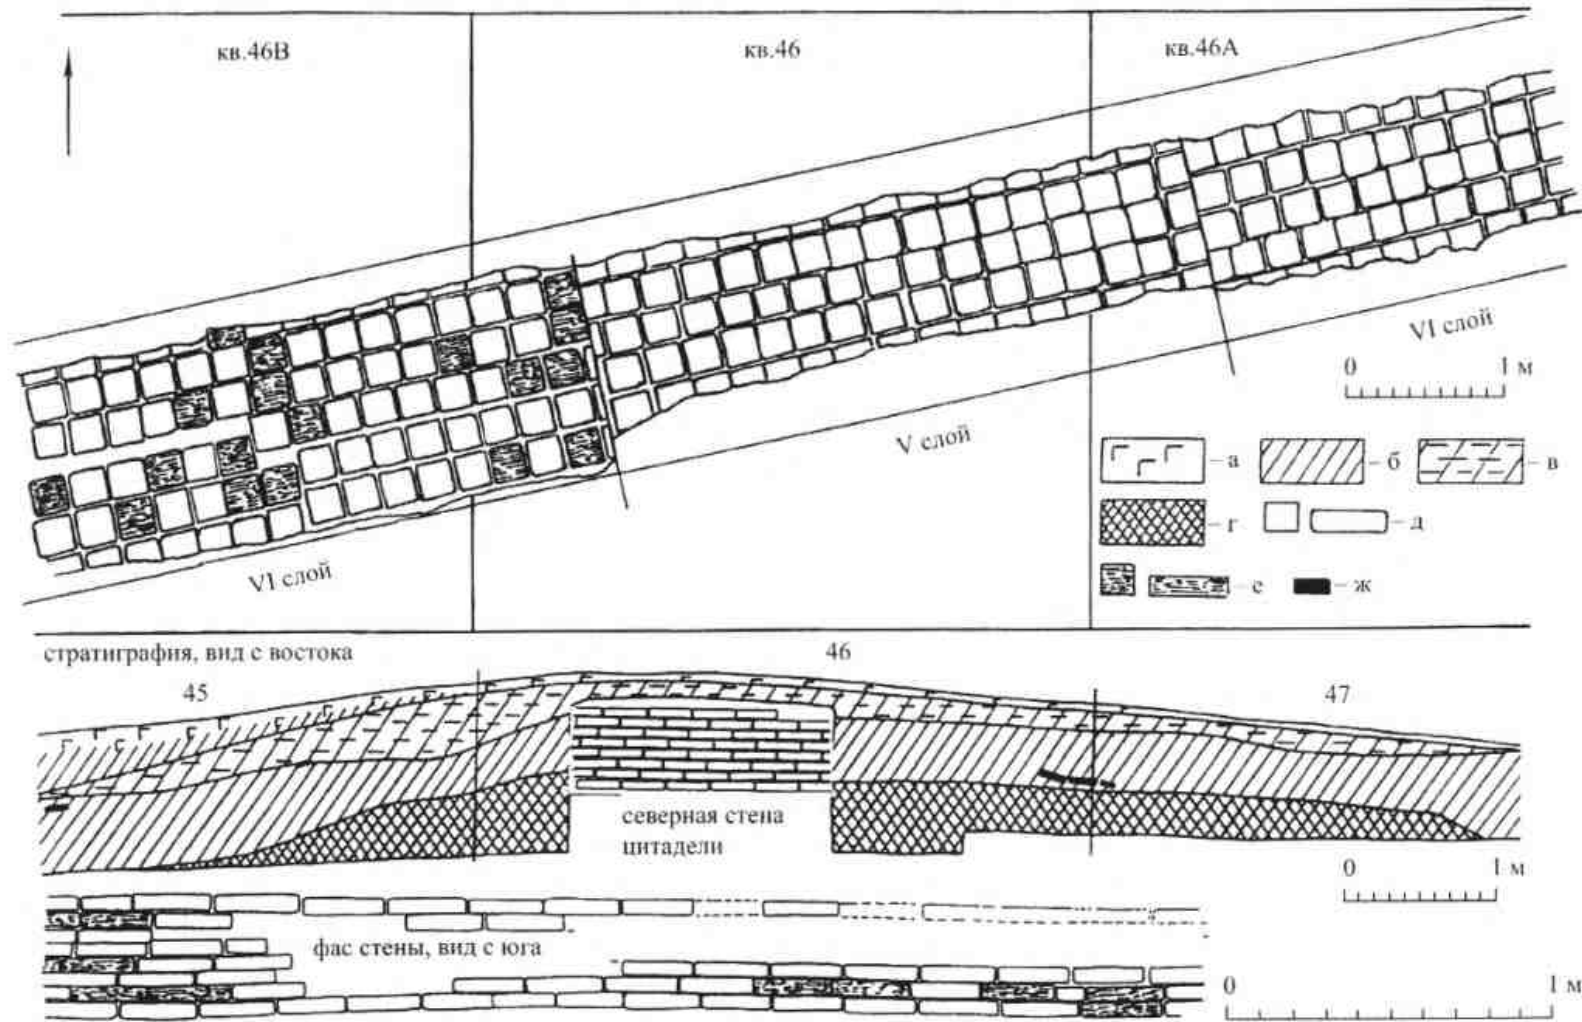 кв.46В
кв.46
кв.46А
VI слой
V слой
VI слой
0 1 м
а
б
в
г
д
е
ж
стратиграфия, вид с востока
45
46
47
северная стена
цитадели
0 1 м
фас стены, вид с юга
0 1 м